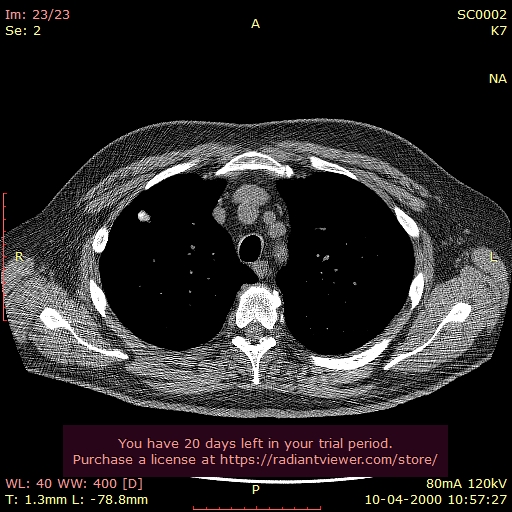 Im: 23/23
Se: 2
A
SC0002
K7
NA
R
L
You have 20 days left in your trial period.
Purchase a license at https://radiantviewer.com/store/
WL: 40 WW: 400 [D]
T: 1.3mm L: -78.8mm
P
80mA 120kV
10-04-2000 10:57:27